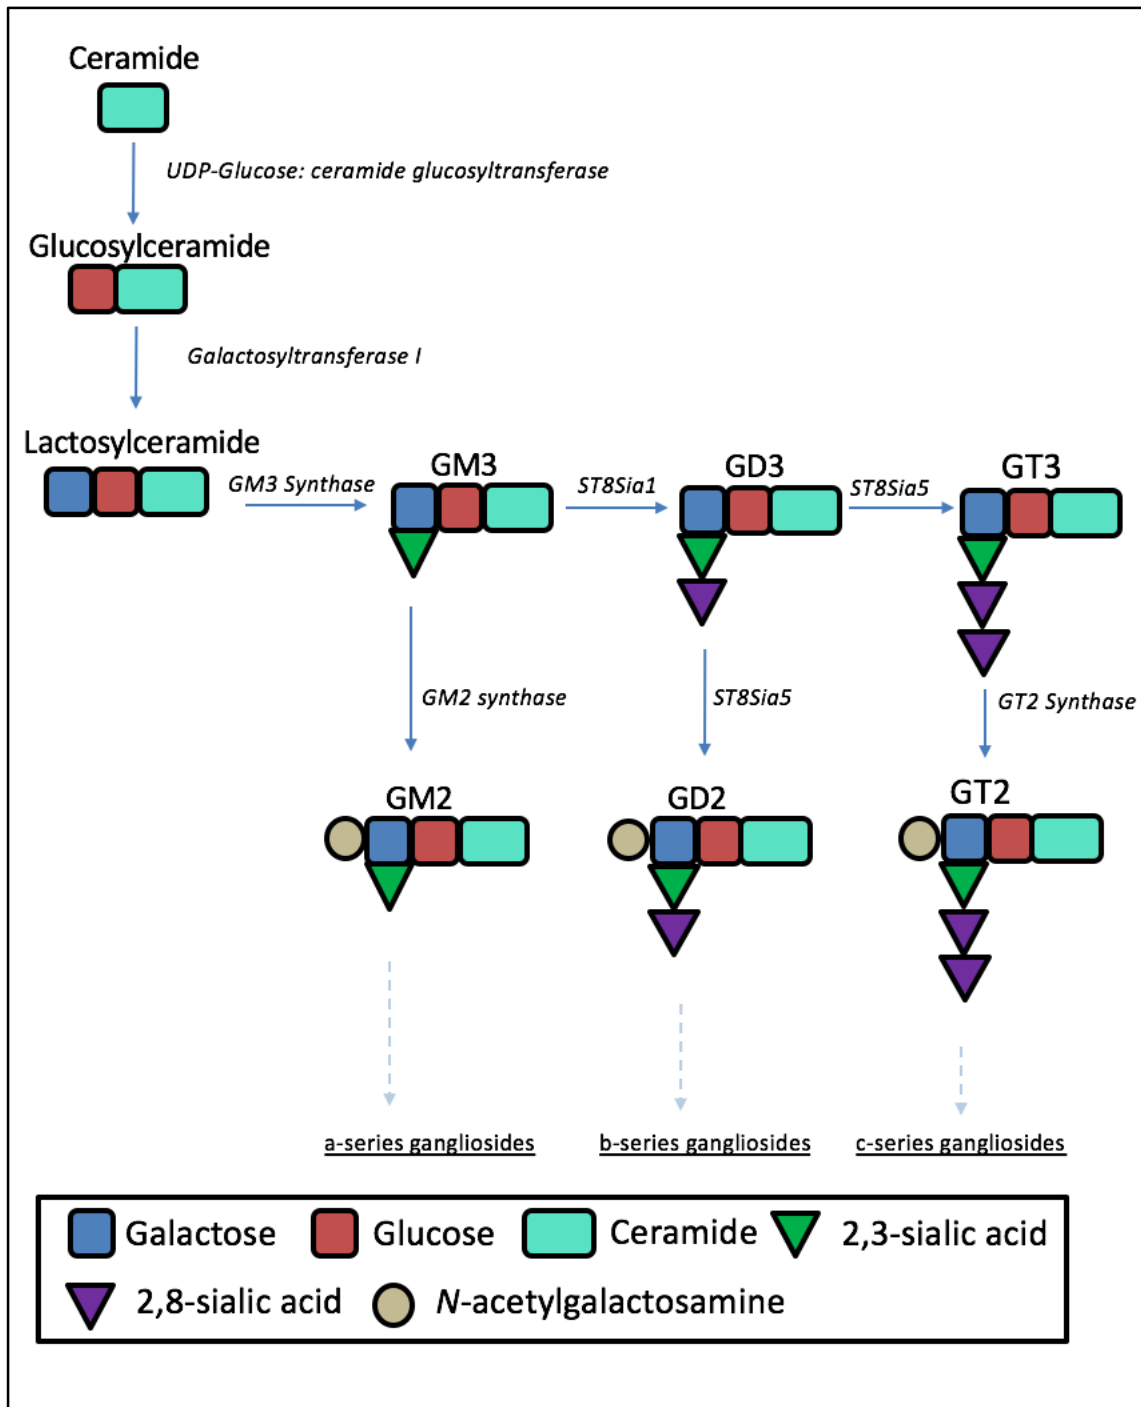 Ceramide
UDP-Glucose: ceramide glucosyltransferase
Glucosylceramide
Galactosyltransferase I
Lactosylceramide
GM3 Synthase
GM3
ST8Sia1
GD3
ST8Sia5
GT3
GM2 synthase
ST8Sia5
GT2 Synthase
GM2
GD2
GT2
a-series gangliosides
b-series gangliosides
c-series gangliosides
Galactose
Glucose
Ceramide
2,3-sialic acid
2,8-sialic acid
N-acetylgalactosamine